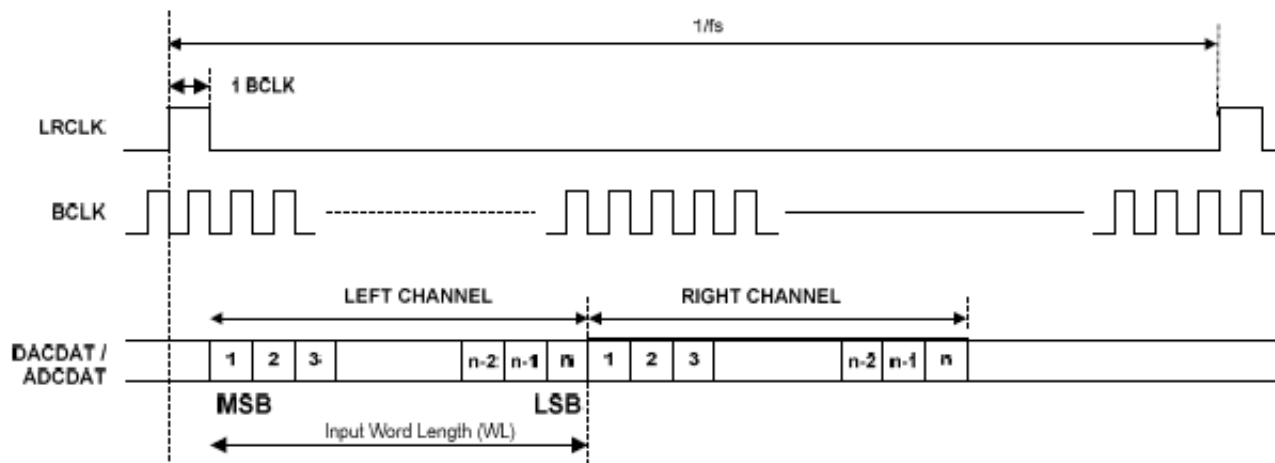 1/fs
1 BCLK
LRCLK
BCLK
LEFT CHANNEL RIGHT CHANNEL
DACDAT /
ADCDAT
1 2 3 n-2 n-1 n 1 2 3 n-2 n-1 n
MSB LSB
Input Word Length (WL)